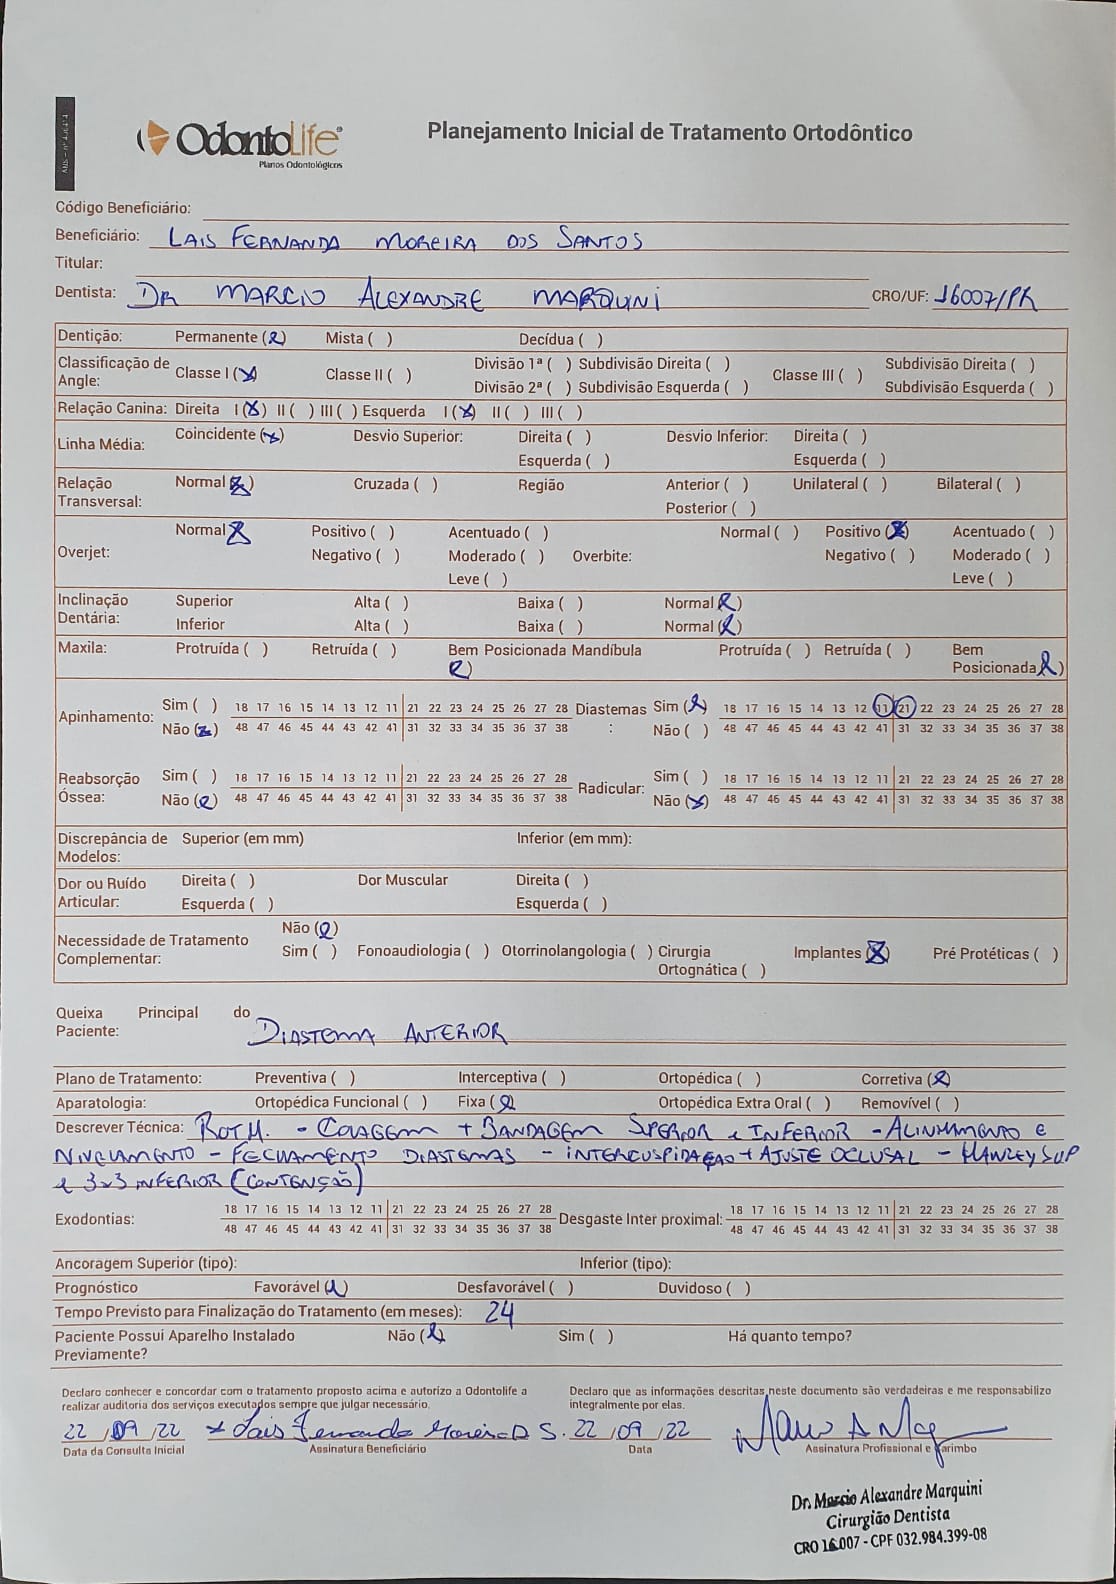 OdontoLife®
Planos Odontológicos
Planejamento Inicial de Tratamento Ortodôntico
Código Beneficiário:
Beneficiário: LAIS FERNANDA MOREIRA DOS SANTOS
Titular:
Dentista: DR MARCIO ALEXANDRE MARQUINI CRO/UF: 16007/PR
Dentição: Permanente (x) Mista ( ) Decídua ( )
Classificação de Angle: Classe I (x) Classe II ( ) Divisão 1ª ( ) Subdivisão Direita ( ) Classe III ( ) Subdivisão Direita ( )
Divisão 2ª ( ) Subdivisão Esquerda ( ) Subdivisão Esquerda ( )
Relação Canina: Direita I (x) II ( ) III ( ) Esquerda I (x) II ( ) III ( )
Linha Média: Coincidente (x) Desvio Superior: Direita ( ) Desvio Inferior: Direita ( )
Esquerda ( ) Esquerda ( )
Relação Transversal: Normal (x) Cruzada ( ) Região Anterior ( ) Unilateral ( ) Bilateral ( )
Posterior ( )
Overjet: Normal (x) Positivo ( ) Acentuado ( ) Overbite: Normal ( ) Positivo (x) Acentuado ( )
Negativo ( ) Moderado ( ) Negativo ( ) Moderado ( )
Leve ( ) Leve ( )
Inclinação Dentária: Superior Alta ( ) Baixa ( ) Normal (x)
Inferior Alta ( ) Baixa ( ) Normal (x)
Maxila: Protruída ( ) Retruída ( ) Bem Posicionada (x) Mandíbula Protruída ( ) Retruída ( ) Bem Posicionada (x)
Apinhamento: Sim ( ) 18 17 16 15 14 13 12 11 21 22 23 24 25 26 27 28 Diastemas: Sim (x) 18 17 16 15 14 13 12 11 21 22 23 24 25 26 27 28
Não (x) 48 47 46 45 44 43 42 41 31 32 33 34 35 36 37 38 Não ( ) 48 47 46 45 44 43 42 41 31 32 33 34 35 36 37 38
Reabsorção Óssea: Sim ( ) 18 17 16 15 14 13 12 11 21 22 23 24 25 26 27 28 Radicular: Sim ( ) 18 17 16 15 14 13 12 11 21 22 23 24 25 26 27 28
Não (x) 48 47 46 45 44 43 42 41 31 32 33 34 35 36 37 38 Não (x) 48 47 46 45 44 43 42 41 31 32 33 34 35 36 37 38
Discrepância de Modelos: Superior (em mm) Inferior (em mm):
Dor ou Ruído Articular: Direita ( ) Dor Muscular Direita ( )
Esquerda ( ) Esquerda ( )
Necessidade de Tratamento Complementar: Não (x)
Sim ( ) Fonoaudiologia ( ) Otorrinolangologia ( ) Cirurgia Ortognática ( ) Implantes (x) Pré Protéticas ( )
Queixa Principal do Paciente: DIASTEMA ANTERIOR
Plano de Tratamento: Preventiva ( ) Interceptiva ( ) Ortopédica ( ) Corretiva (x)
Aparatologia: Ortopédica Funcional ( ) Fixa (x) Ortopédica Extra Oral ( ) Removível ( )
Descrever Técnica: ROTH. - COLAGEM + BANDAGEM SUPERIOR e INFERIOR - ALINHAMENTO E
NIVELAMENTO - FECHAMENTO DIASTEMAS - INTERCUSPIDAÇÃO + AJUSTE OCLUSAL - HAWLEY SUP
e 3x3 INFERIOR (CONTENÇÃO)
Exodontias: 18 17 16 15 14 13 12 11 21 22 23 24 25 26 27 28 Desgaste Inter proximal: 18 17 16 15 14 13 12 11 21 22 23 24 25 26 27 28
48 47 46 45 44 43 42 41 31 32 33 34 35 36 37 38 48 47 46 45 44 43 42 41 31 32 33 34 35 36 37 38
Ancoragem Superior (tipo): Inferior (tipo):
Prognóstico Favorável (x) Desfavorável ( ) Duvidoso ( )
Tempo Previsto para Finalização do Tratamento (em meses): 24
Paciente Possuí Aparelho Instalado Previamente? Não (x) Sim ( ) Há quanto tempo?
Declaro conhecer e concordar com o tratamento proposto acima e autorizo a Odontolife a
realizar auditoria dos serviços executados sempre que julgar necessário.
Declaro que as informações descritas neste documento são verdadeiras e me responsabilizo
integralmente por elas.
22/09/22 x Lais Fernanda Moreira D S. 22/09/22
Data da Consulta Inicial Assinatura Beneficiário Data Assinatura Profissional e Carimbo
Dr. Marcio Alexandre Marquini
Cirurgião Dentista
CRO 16.007 - CPF 032.984.399-08